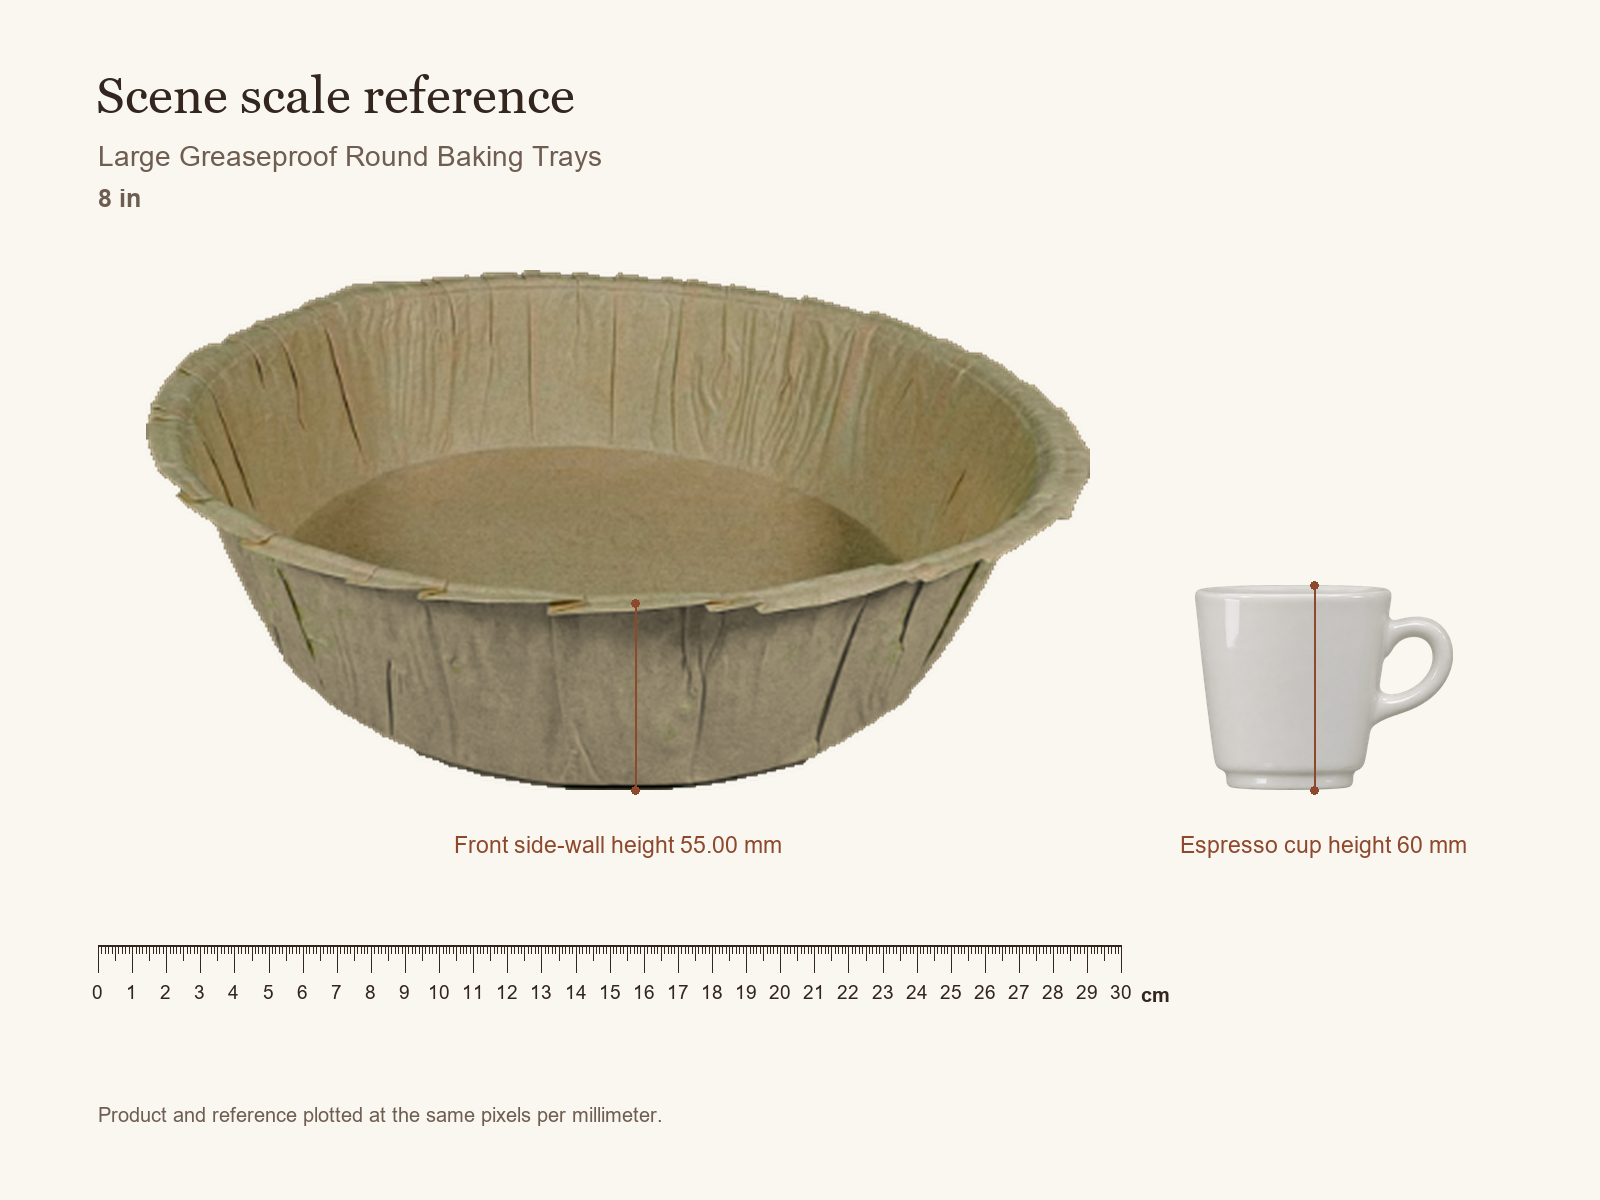 Scene scale reference
Large Greaseproof Round Baking Trays
8 in
Front side-wall height 55.00 mm
Espresso cup height 60 mm
0 1 2 3 4 5 6 7 8 9 10 11 12 13 14 15 16 17 18 19 20 21 22 23 24 25 26 27 28 29 30 cm
Product and reference plotted at the same pixels per millimeter.